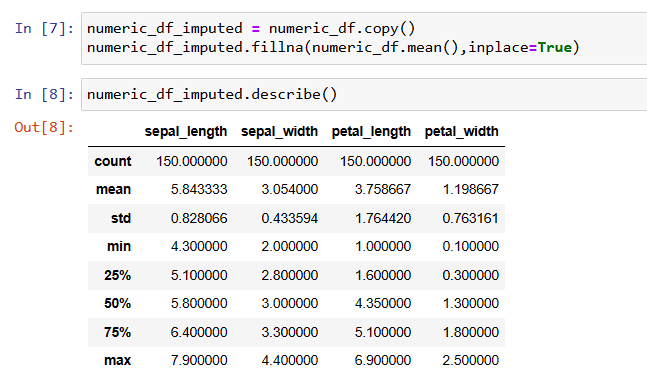 In [7]: numeric_df_imputed = numeric_df.copy()
numeric_df_imputed.fillna(numeric_df.mean(),inplace=True)
In [8]: numeric_df_imputed.describe()
Out[8]:
sepal_length sepal_width petal_length petal_width
count 150.000000 150.000000 150.000000 150.000000
mean 5.843333 3.054000 3.758667 1.198667
std 0.828066 0.433594 1.764420 0.763161
min 4.300000 2.000000 1.000000 0.100000
25% 5.100000 2.800000 1.600000 0.300000
50% 5.800000 3.000000 4.350000 1.300000
75% 6.400000 3.300000 5.100000 1.800000
max 7.900000 4.400000 6.900000 2.500000